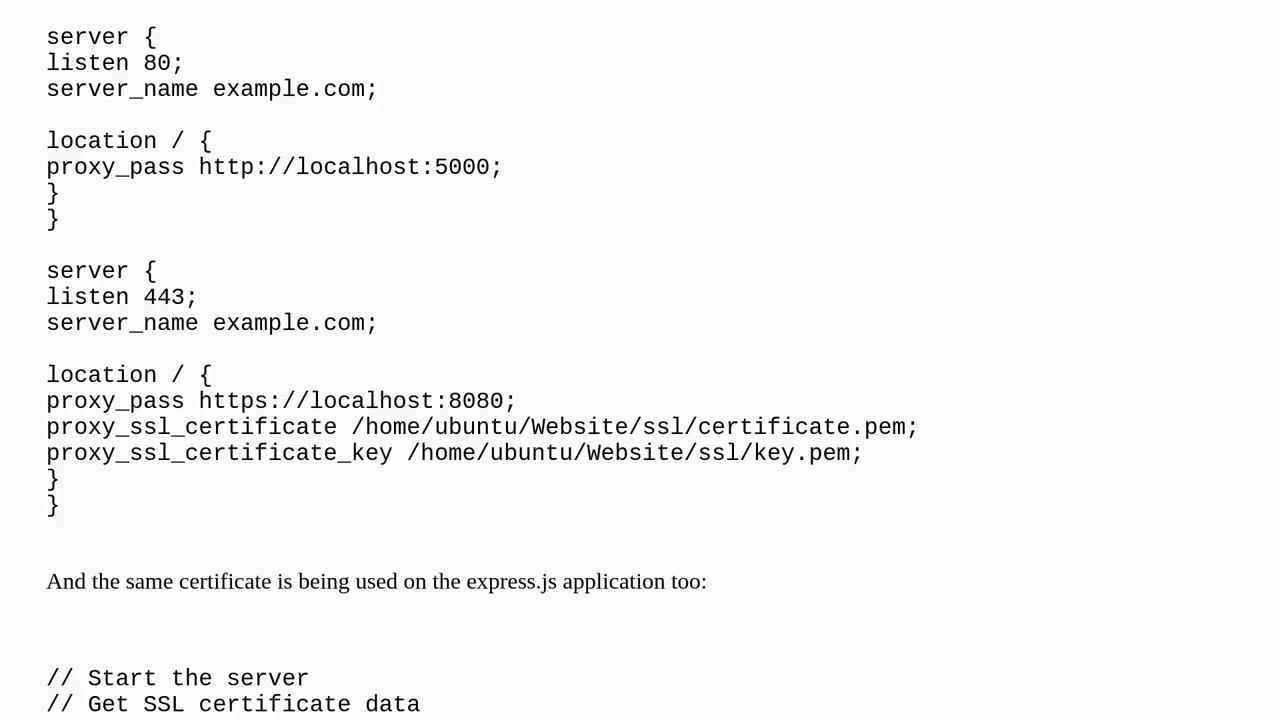 server {
listen 80;
server_name example.com;
location / {
proxy_pass http://localhost:5000;
}
}
server {
listen 443;
server_name example.com;
location / {
proxy_pass https://localhost:8080;
proxy_ssl_certificate /home/ubuntu/Website/ssl/certificate.pem;
proxy_ssl_certificate_key /home/ubuntu/Website/ssl/key.pem;
}
}
And the same certificate is being used on the express.js application too:
// Start the server
// Get SSL certificate data